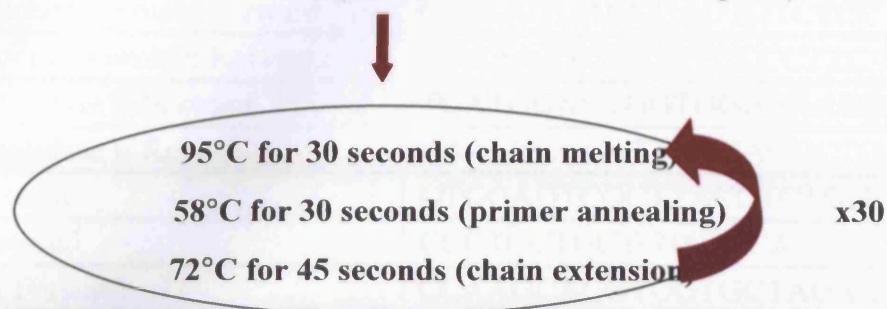 95°C for 30 seconds (chain melting)
58°C for 30 seconds (primer annealing)
x30
72°C for 45 seconds (chain extension)